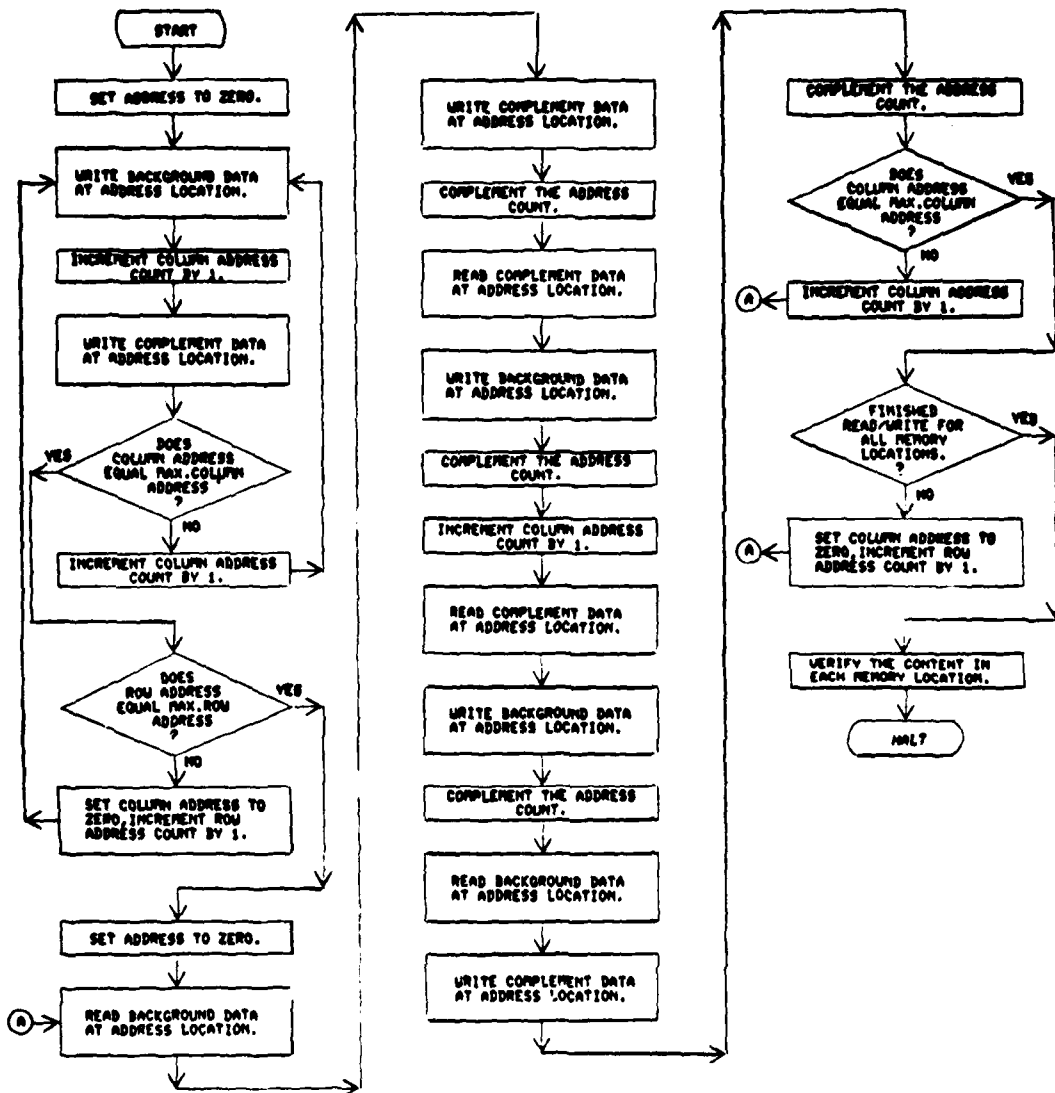 START
SET ADDRESS TO ZERO.
WRITE BACKGROUND DATA
AT ADDRESS LOCATION.
INCREMENT COLUMN ADDRESS
COUNT BY 1.
WRITE COMPLEMENT DATA
AT ADDRESS LOCATION.
YES
DOES
COLUMN ADDRESS
EQUAL MAX.COLUMN
ADDRESS
?
NO
INCREMENT COLUMN ADDRESS
COUNT BY 1.
DOES
ROW ADDRESS
EQUAL MAX.ROW
ADDRESS
?
YES
NO
SET COLUMN ADDRESS TO
ZERO,INCREMENT ROW
ADDRESS COUNT BY 1.
SET ADDRESS TO ZERO.
A
READ BACKGROUND DATA
AT ADDRESS LOCATION.
WRITE COMPLEMENT DATA
AT ADDRESS LOCATION.
COMPLEMENT THE ADDRESS
COUNT.
READ COMPLEMENT DATA
AT ADDRESS LOCATION.
WRITE BACKGROUND DATA
AT ADDRESS LOCATION.
COMPLEMENT THE ADDRESS
COUNT.
INCREMENT COLUMN ADDRESS
COUNT BY 1.
READ COMPLEMENT DATA
AT ADDRESS LOCATION.
WRITE BACKGROUND DATA
AT ADDRESS LOCATION.
COMPLEMENT THE ADDRESS
COUNT.
READ BACKGROUND DATA
AT ADDRESS LOCATION.
WRITE COMPLEMENT DATA
AT ADDRESS LOCATION.
COMPLEMENT THE ADDRESS
COUNT.
DOES
COLUMN ADDRESS
EQUAL MAX.COLUMN
ADDRESS
?
YES
NO
A
INCREMENT COLUMN ADDRESS
COUNT BY 1.
FINISHED
READ/WRITE FOR
ALL MEMORY
LOCATIONS.
?
YES
NO
A
SET COLUMN ADDRESS TO
ZERO,INCREMENT ROW
ADDRESS COUNT BY 1.
VERIFY THE CONTENT IN
EACH MEMORY LOCATION.
HALT